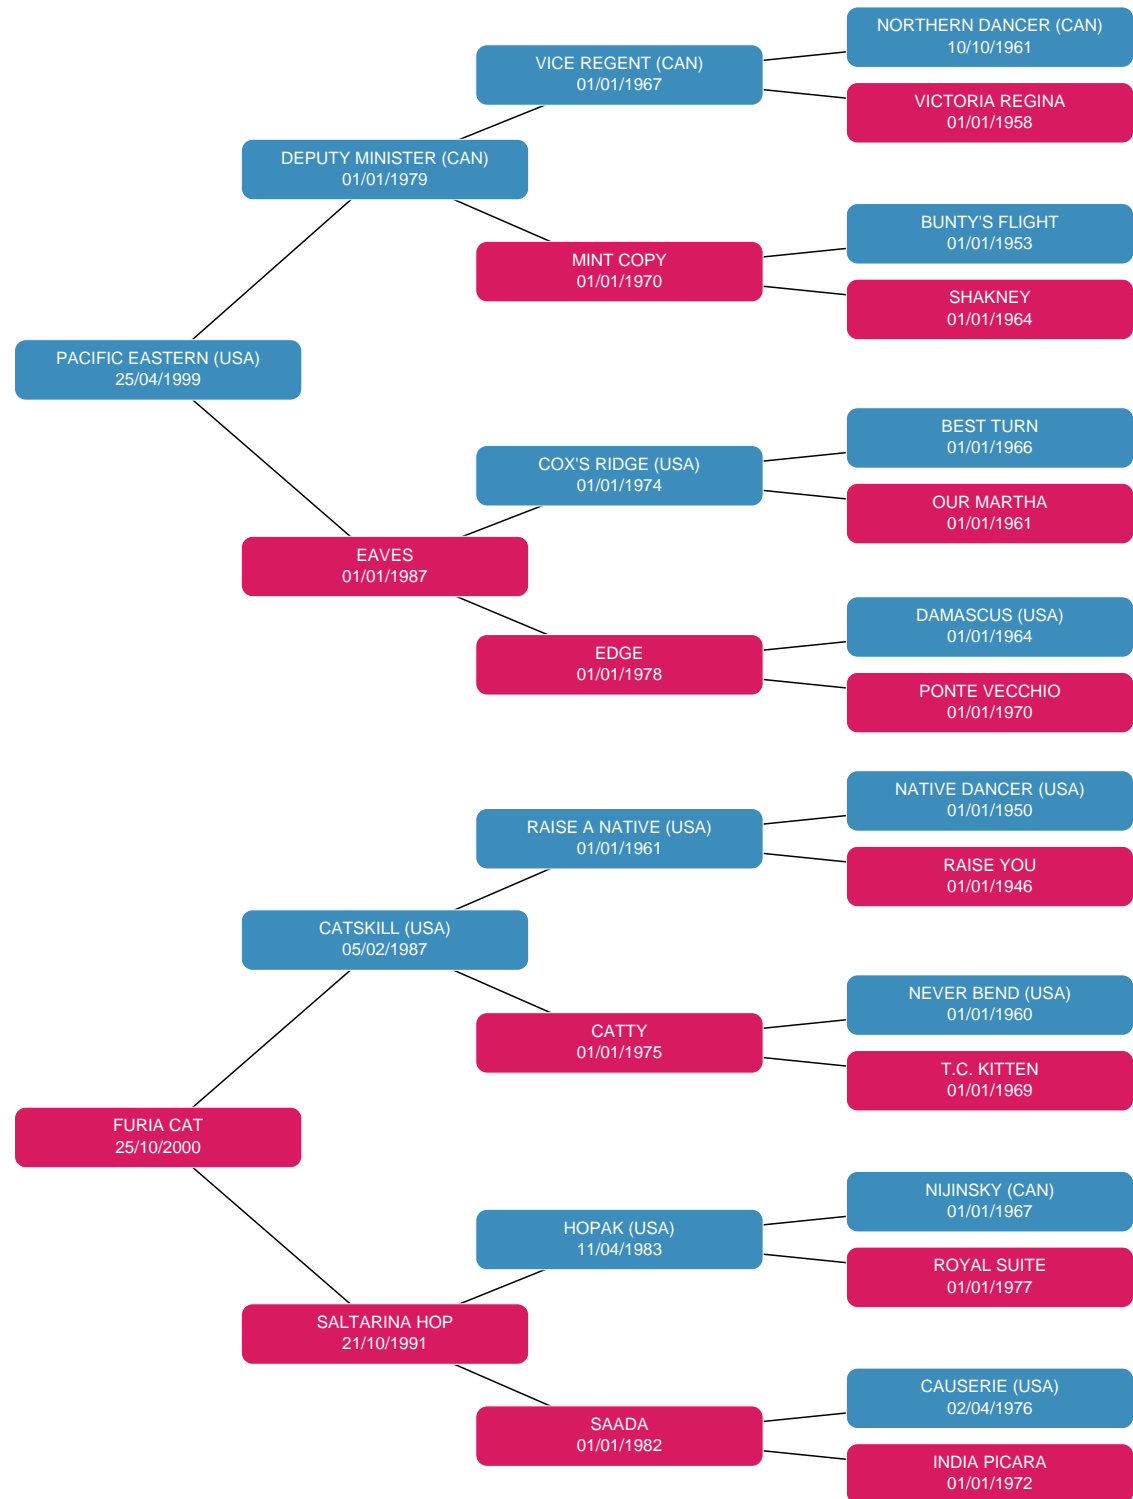 NORTHERN DANCER (CAN)
10/10/1961
VICE REGENT (CAN)
01/01/1967
VICTORIA REGINA
01/01/1958
DEPUTY MINISTER (CAN)
01/01/1979
BUNTY'S FLIGHT
01/01/1953
MINT COPY
01/01/1970
SHAKNEY
01/01/1964
PACIFIC EASTERN (USA)
25/04/1999
BEST TURN
01/01/1966
COX'S RIDGE (USA)
01/01/1974
OUR MARTHA
01/01/1961
EAVES
01/01/1987
DAMASCUS (USA)
01/01/1964
EDGE
01/01/1978
PONTE VECCHIO
01/01/1970
NATIVE DANCER (USA)
01/01/1950
RAISE A NATIVE (USA)
01/01/1961
RAISE YOU
01/01/1946
CATSKILL (USA)
05/02/1987
NEVER BEND (USA)
01/01/1960
CATTY
01/01/1975
T.C. KITTEN
01/01/1969
FURIA CAT
25/10/2000
NIJINSKY (CAN)
01/01/1967
HOPAK (USA)
11/04/1983
ROYAL SUITE
01/01/1977
SALTARINA HOP
21/10/1991
CAUSERIE (USA)
02/04/1976
SAADA
01/01/1982
INDIA PICARA
01/01/1972